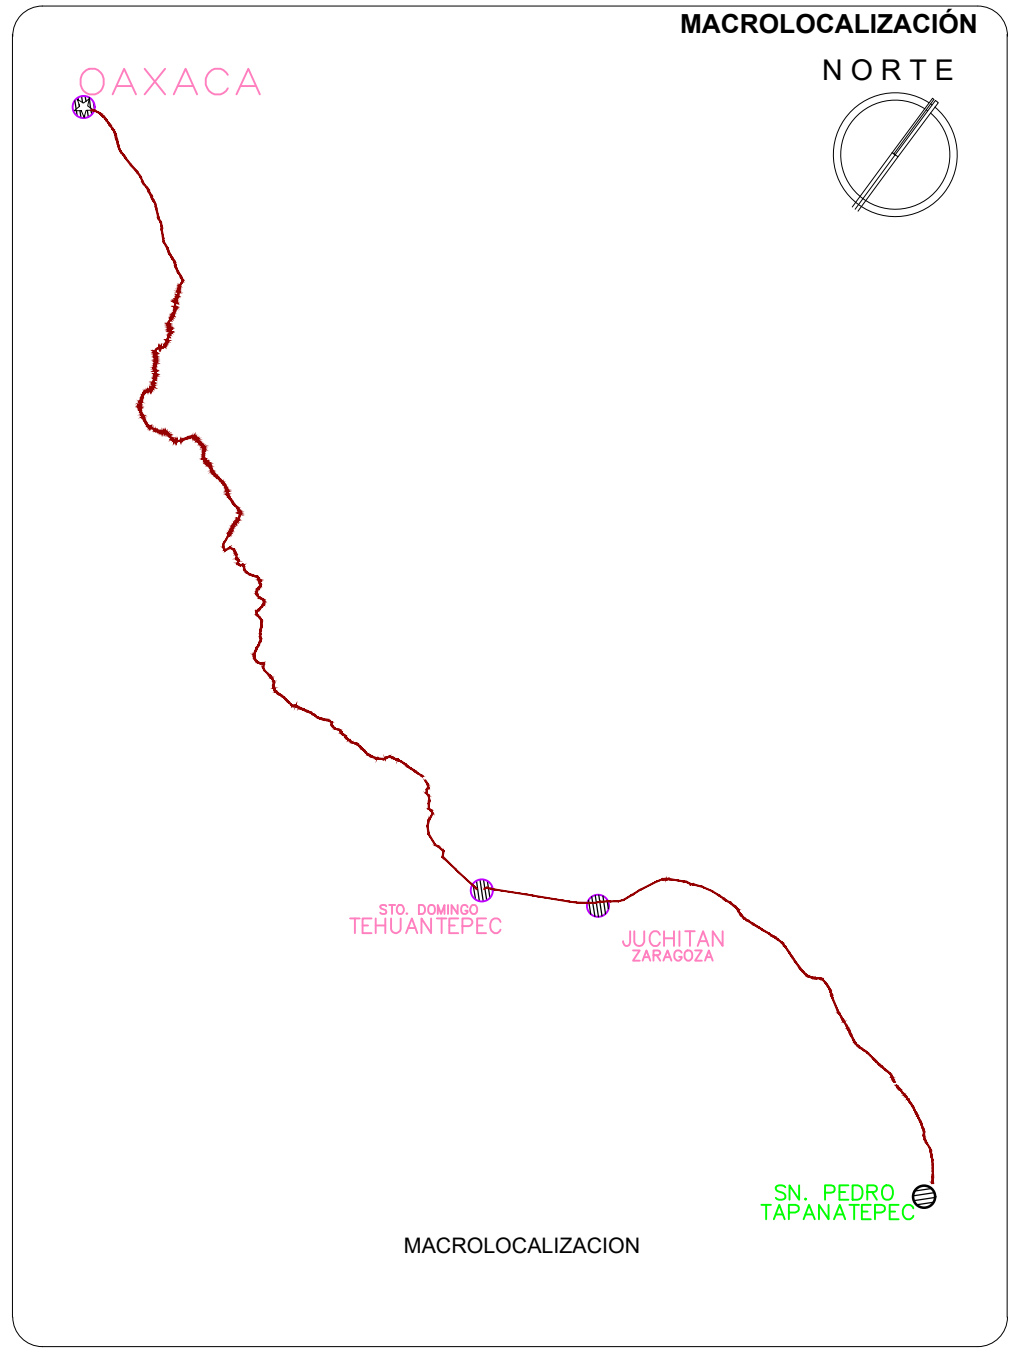 MACROLOCALIZACIÓN
NORTE
OAXACA
STO. DOMINGO
TEHUANTEPEC
JUCHITAN
ZARAGOZA
SN. PEDRO
TAPANATEPEC
MACROLOCALIZACION